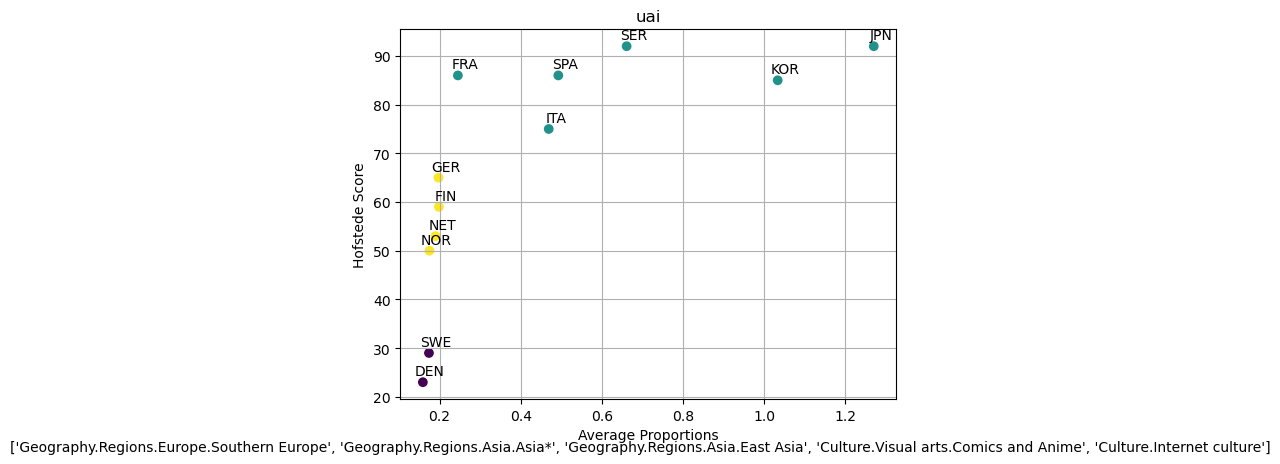 uai
SER
JPN
90
FRA
SPA
KOR
80
ITA
70
GER
Hofstede Score
60
FIN
NET
NOR
50
40
SWE
30
DEN
20
0.2 0.4 0.6 0.8 1.0 1.2
Average Proportions
['Geography.Regions.Europe.Southern Europe', 'Geography.Regions.Asia.Asia*', 'Geography.Regions.Asia.East Asia', 'Culture.Visual arts.Comics and Anime', 'Culture.Internet culture']